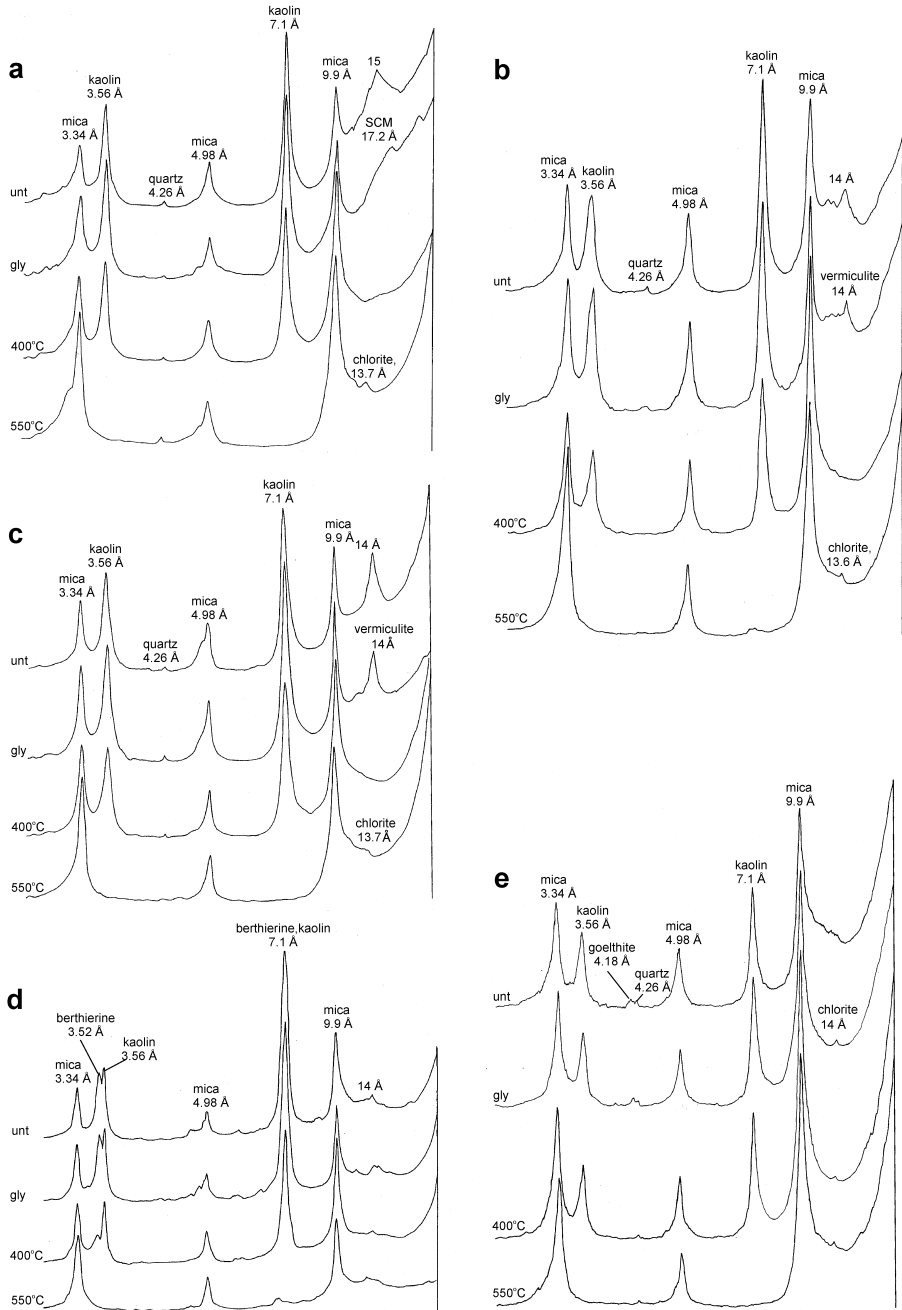 a
kaolin
7.1 Å
mica
9.9 Å
15
kaolin
3.56 Å
SCM
17.2 Å
mica
3.34 Å
mica
4.98 Å
quartz
4.26 Å
unt
gly
400°C
chlorite,
13.7 Å
550°C
b
kaolin
7.1 Å
mica
9.9 Å
mica
3.34 Å
kaolin
3.56 Å
14 Å
mica
4.98 Å
quartz
4.26 Å
vermiculite
14 Å
unt
gly
400°C
chlorite,
13.6 Å
550°C
c
kaolin
7.1 Å
mica
9.9 Å
14 Å
kaolin
3.56 Å
mica
3.34 Å
mica
4.98 Å
quartz
4.26 Å
vermiculite
14 Å
unt
gly
400°C
chlorite
13.7 Å
550°C
d
berthierine,kaolin
7.1 Å
berthierine
3.52 Å
kaolin
3.56 Å
mica
9.9 Å
mica
3.34 Å
mica
4.98 Å
14 Å
unt
gly
400°C
550°C
e
mica
9.9 Å
kaolin
7.1 Å
mica
3.34 Å
kaolin
3.56 Å
goelthite
4.18 Å
quartz
4.26 Å
mica
4.98 Å
unt
chlorite
14 Å
gly
400°C
550°C